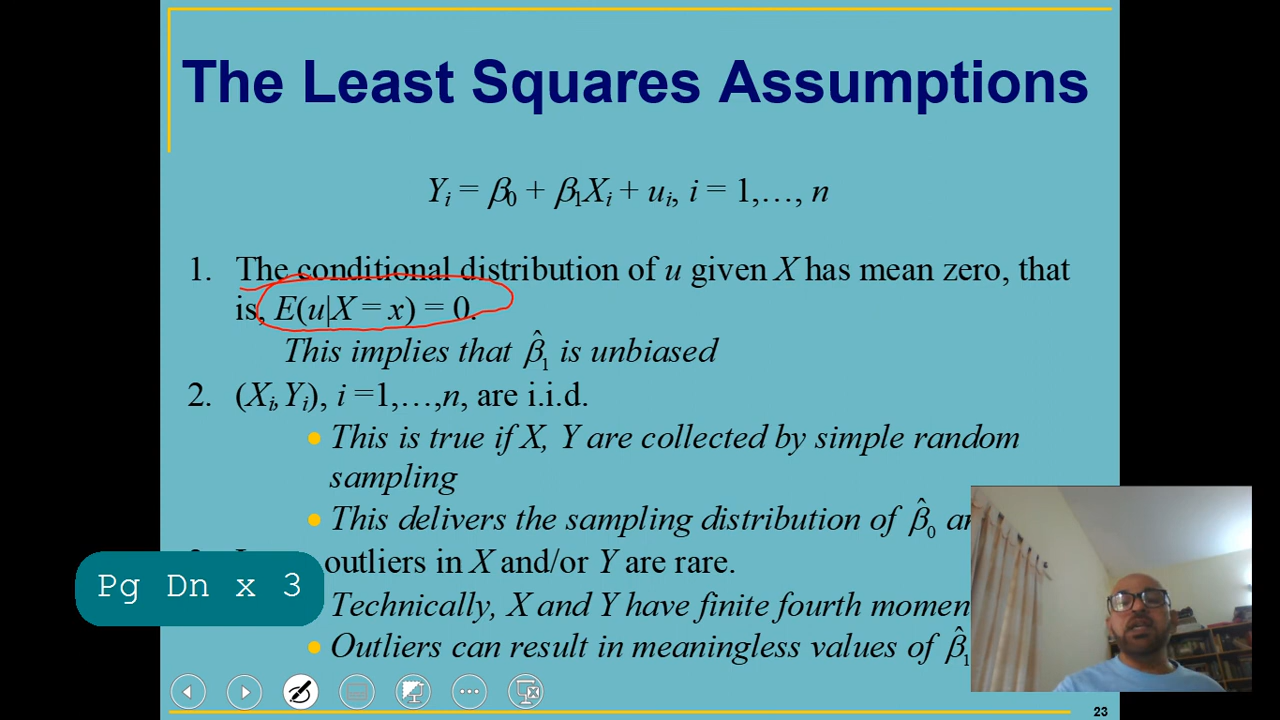 The Least Squares Assumptions
Yᵢ = β₀ + β₁Xᵢ + uᵢ, i = 1,…, n
1. The conditional distribution of u given X has mean zero, that
is, E(u|X = x) = 0.
This implies that β̂₁ is unbiased
2. (Xᵢ,Yᵢ), i =1,…,n, are i.i.d.
• This is true if X, Y are collected by simple random
sampling
• This delivers the sampling distribution of β̂₀
outliers in X and/or Y are rare.
Technically, X and Y have finite fourth
• Outliers can result in meaningless values of β̂₁
Pg Dn x 3
23